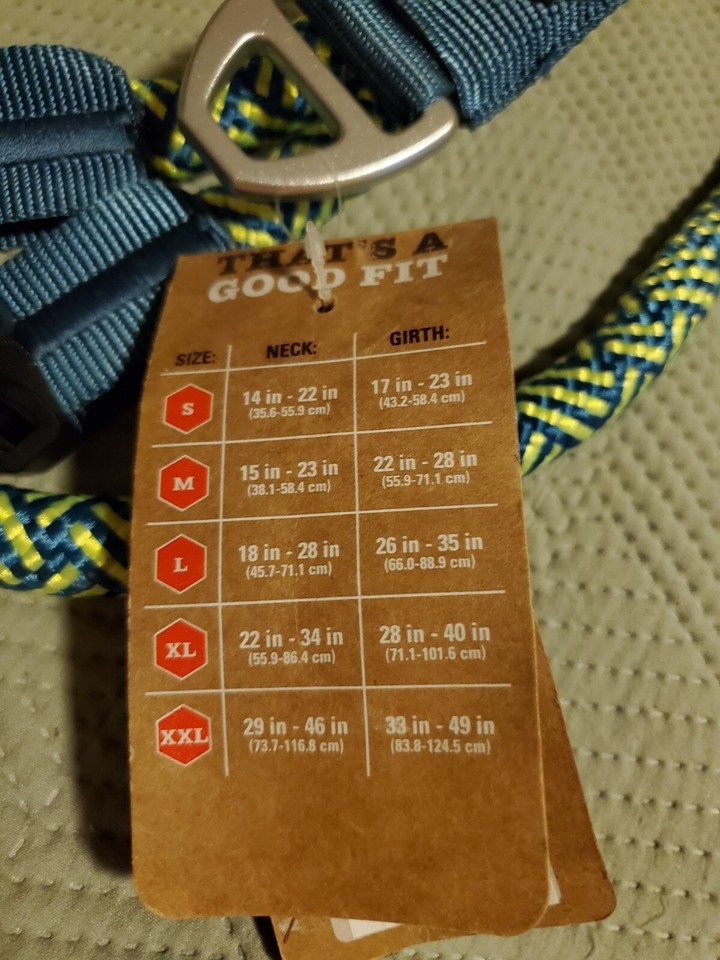 THAT'S A
GOOD FIT
SIZE: NECK: GIRTH:
S 14 in - 22 in 17 in - 23 in
(35.6-55.9 cm) (43.2-58.4 cm)
M 15 in - 23 in 22 in - 28 in
(38.1-58.4 cm) (55.9-71.1 cm)
L 18 in - 28 in 26 in - 35 in
(45.7-71.1 cm) (66.0-88.9 cm)
XL 22 in - 34 in 28 in - 40 in
(55.9-86.4 cm) (71.1-101.6 cm)
XXL 29 in - 46 in 33 in - 49 in
(73.7-116.8 cm) (83.8-124.5 cm)